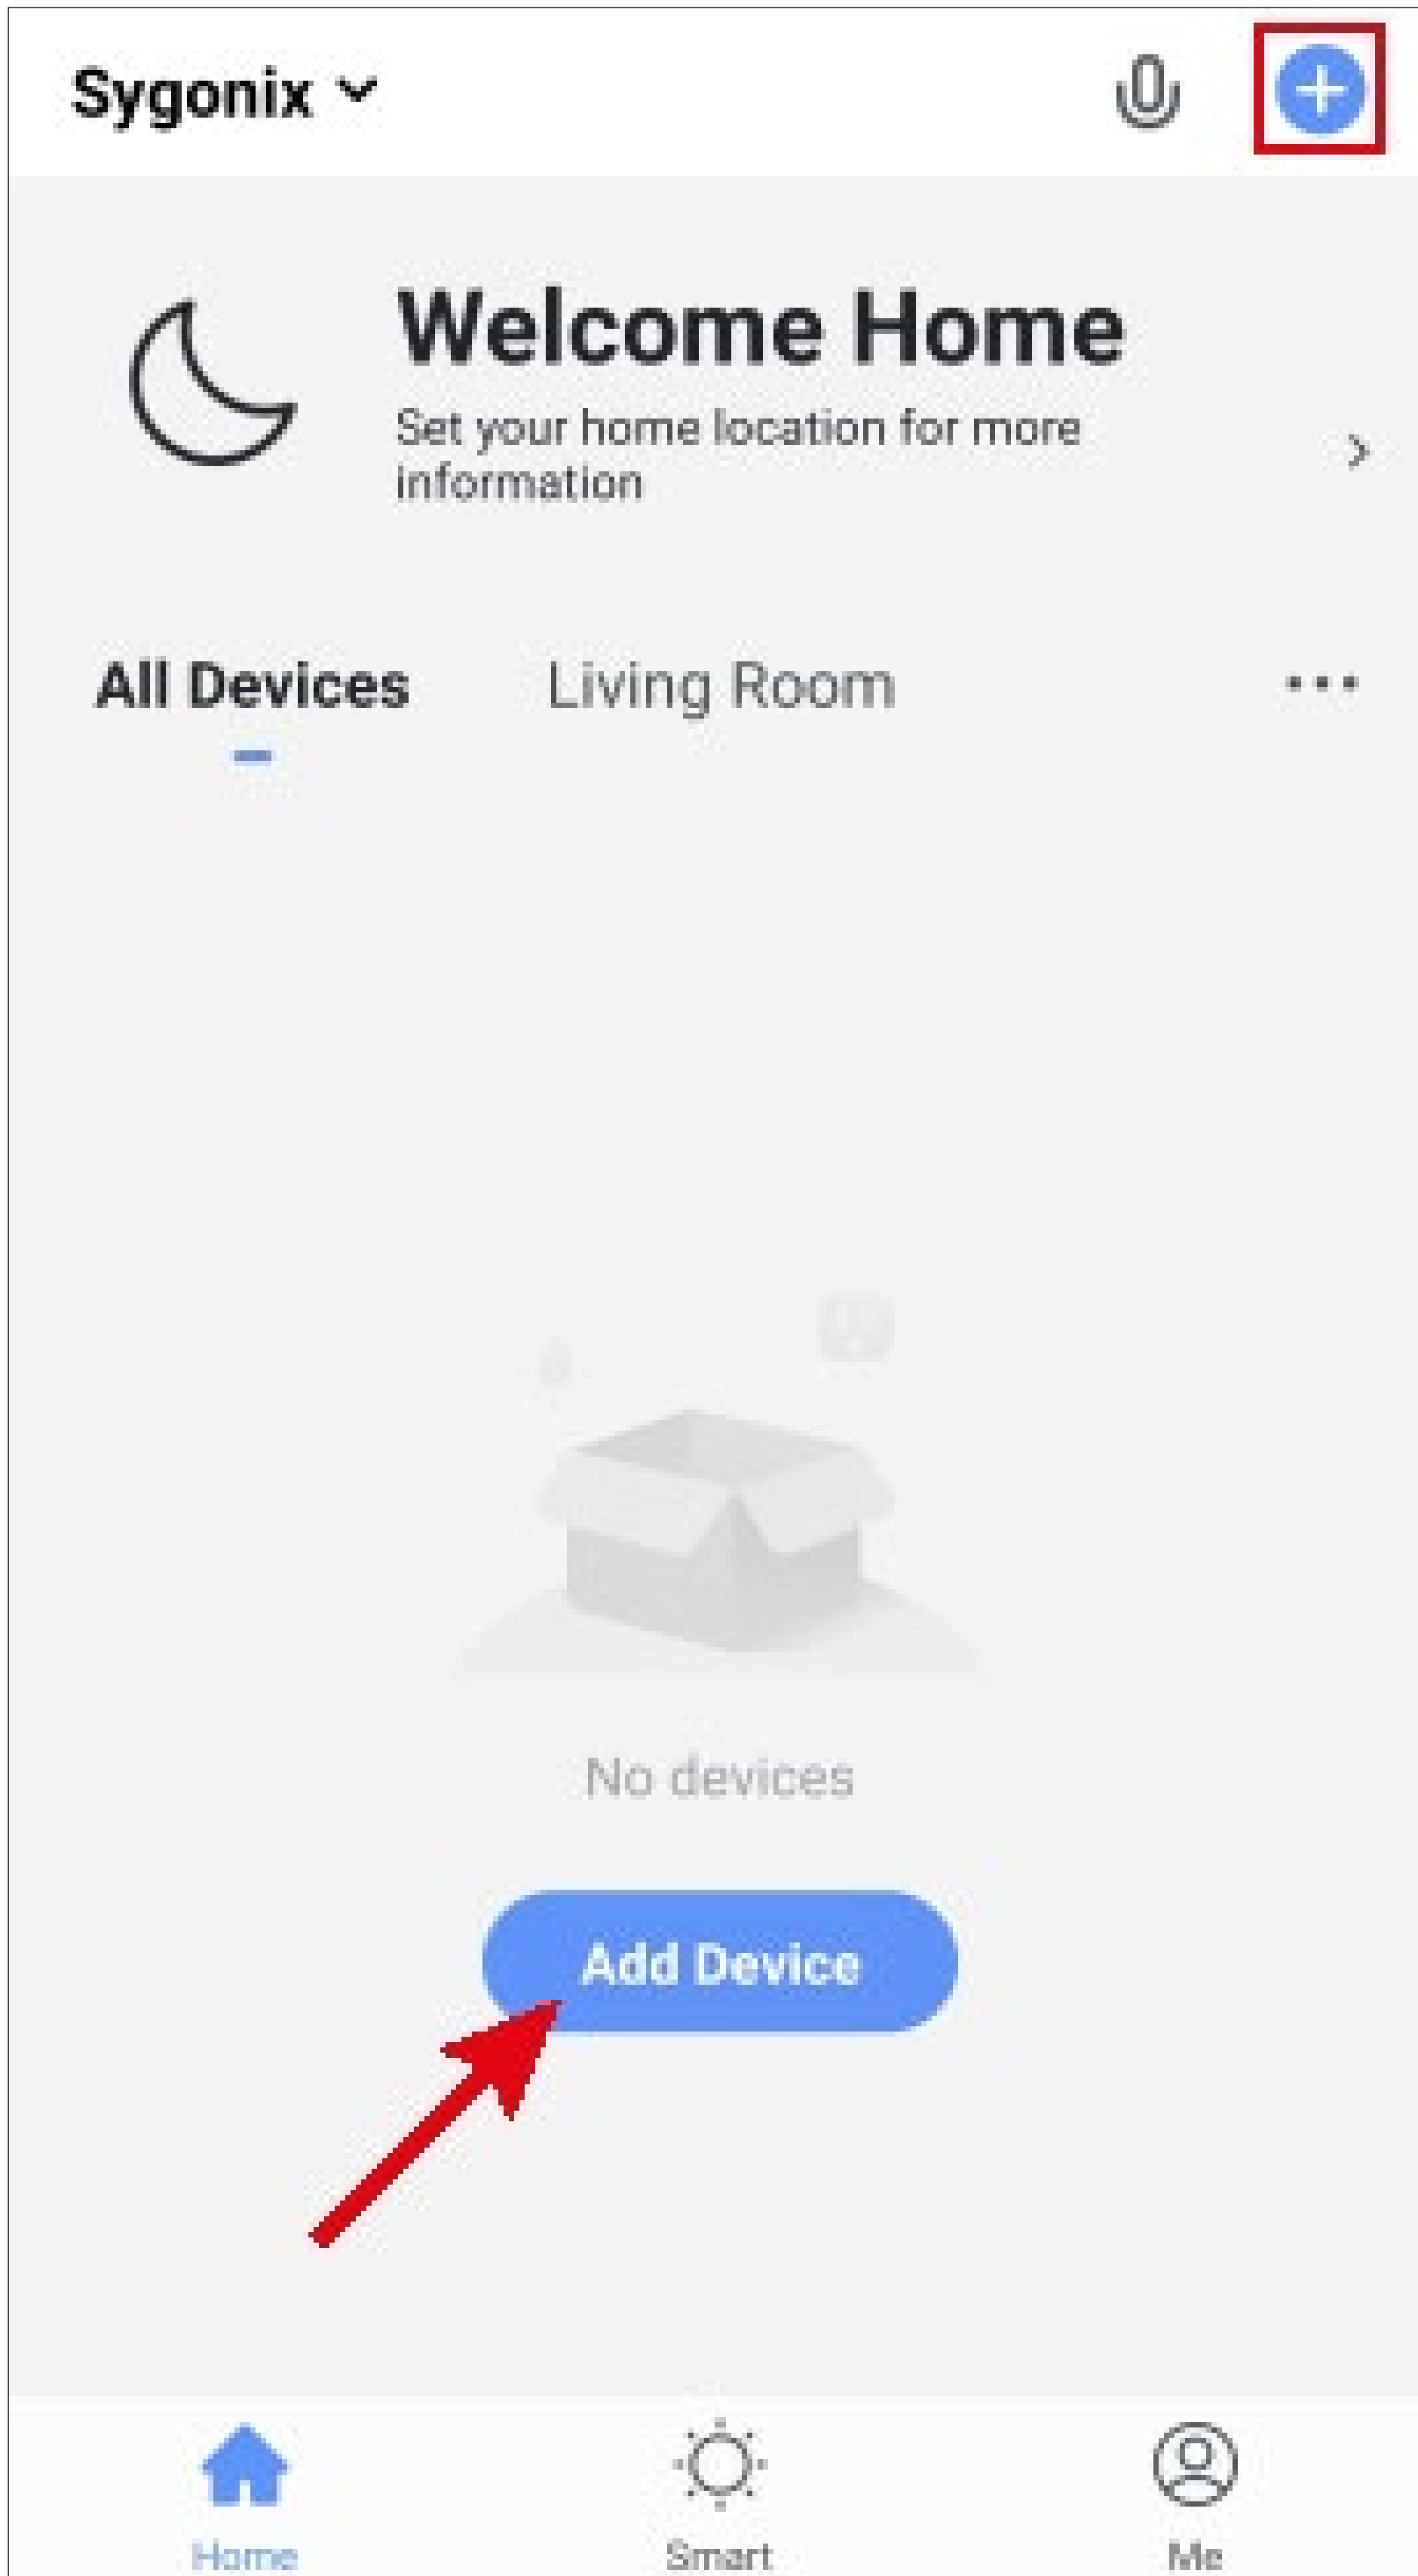 Sygonix
Welcome Home
Set your home location for more
information
All Devices
Living Room
No devices
Add Device
Home
Smart
Me